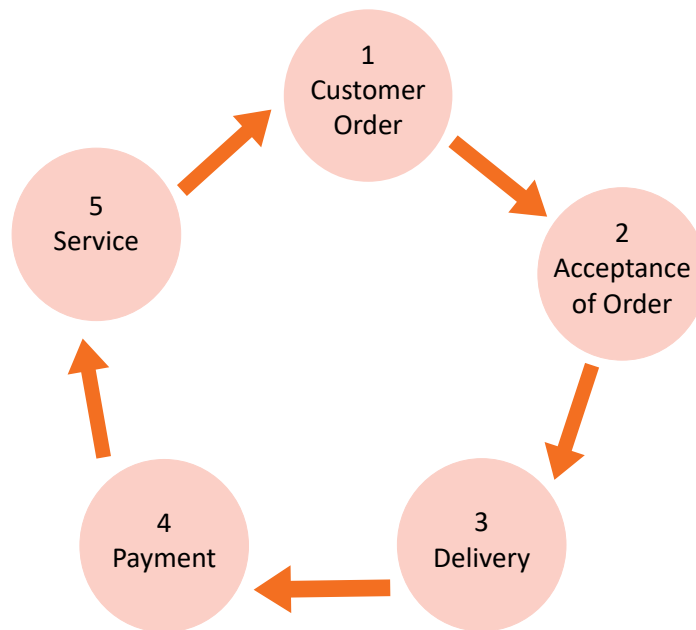 1
Customer
Order
2
Acceptance
of Order
3
Delivery
4
Payment
5
Service